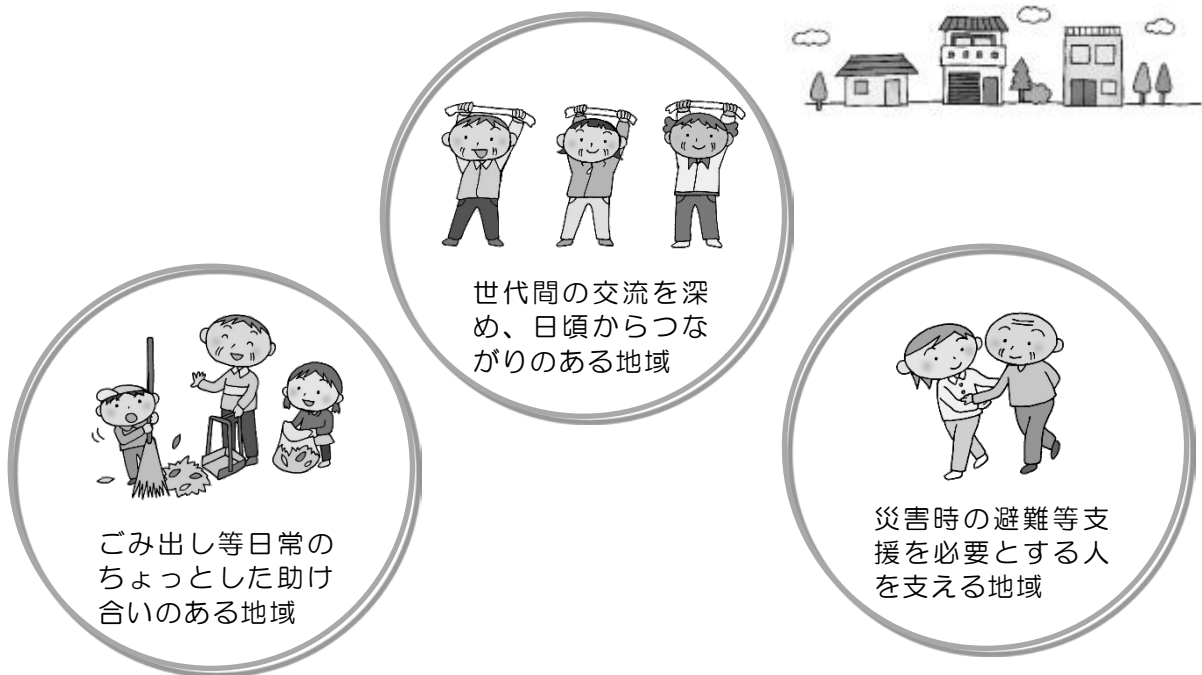 世代間の交流を深
め、日頃からつな
がりのある地域
ごみ出し等日常の
ちょっとした助け
合いのある地域
災害時の避難等支
援を必要とする人
を支える地域